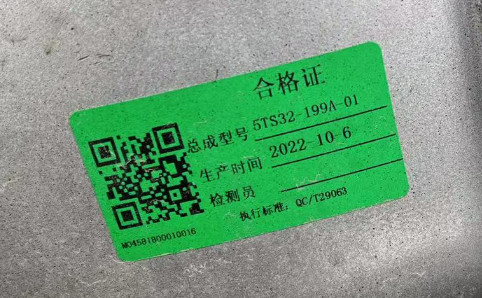 合格证
总成型号 5TS32-199A-01
生产时间 2022-10-6
检测员
执行标准：QC/T29063
M045B1B00010016